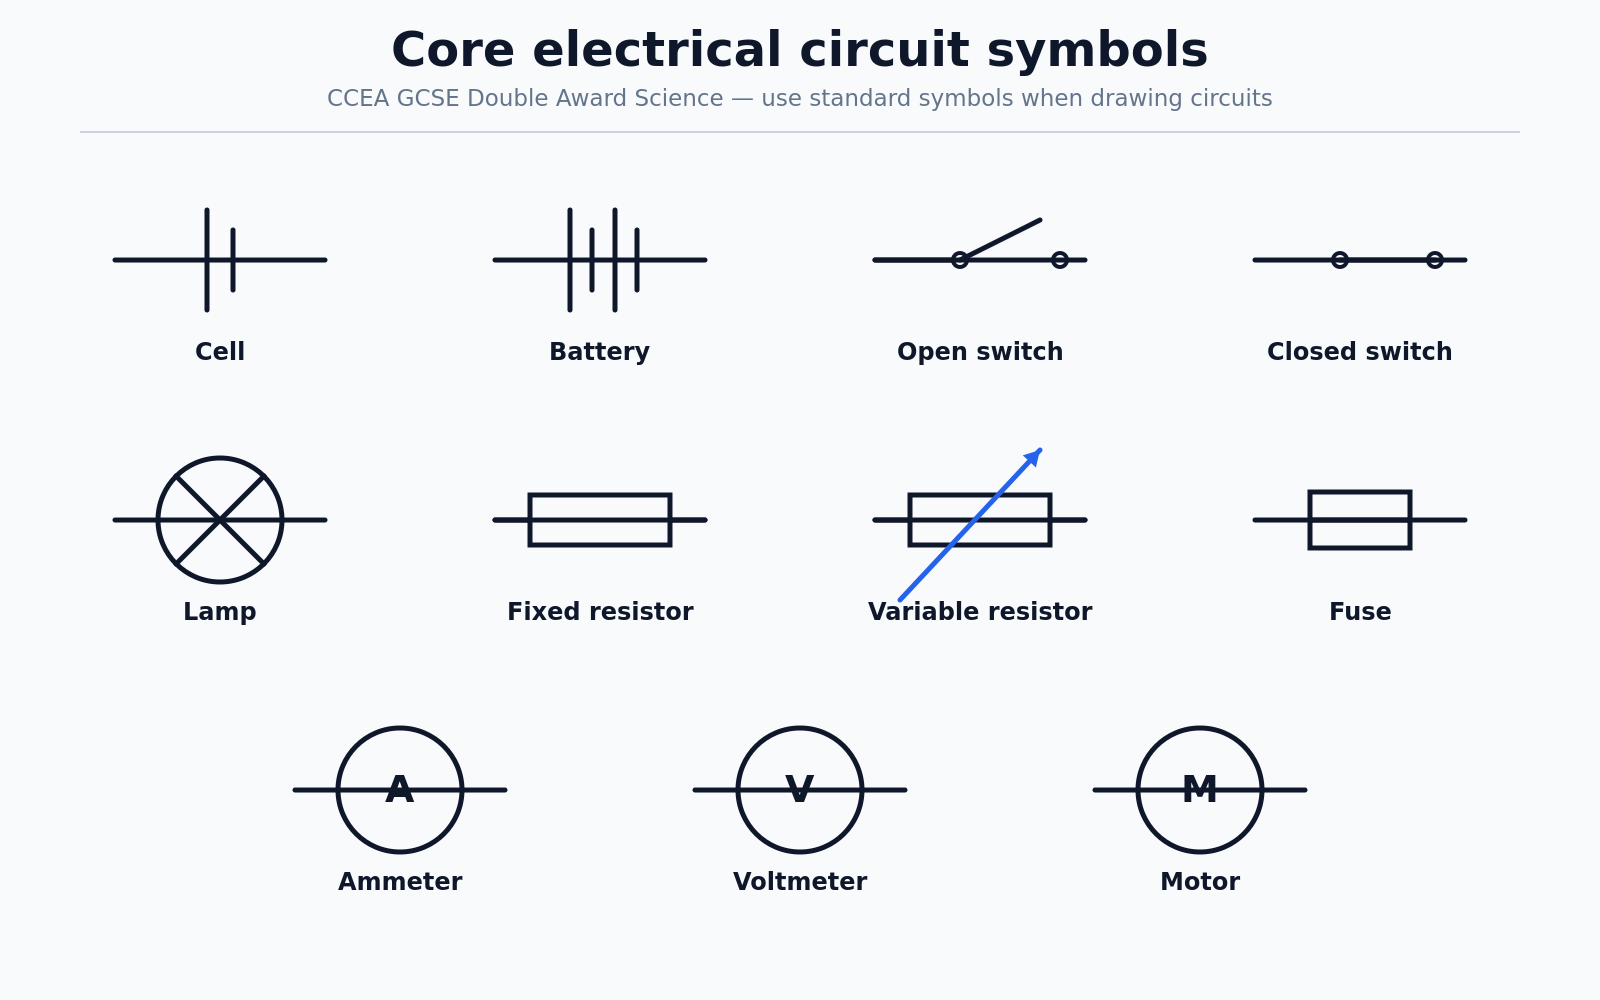 Core electrical circuit symbols
CCEA GCSE Double Award Science — use standard symbols when drawing circuits
Cell
Battery
Open switch
Closed switch
Lamp
Fixed resistor
Variable resistor
Fuse
A
V
M
Ammeter
Voltmeter
Motor